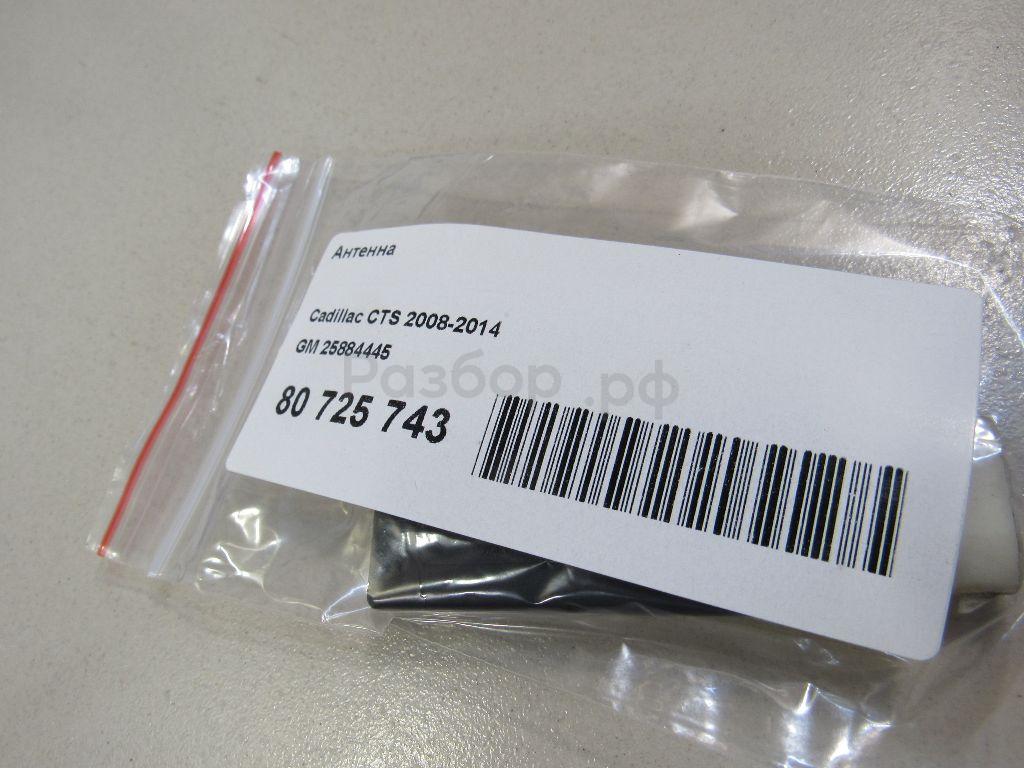 Антенна
Cadillac CTS 2008-2014
GM 25884445
Разбор.рф
80 725 743